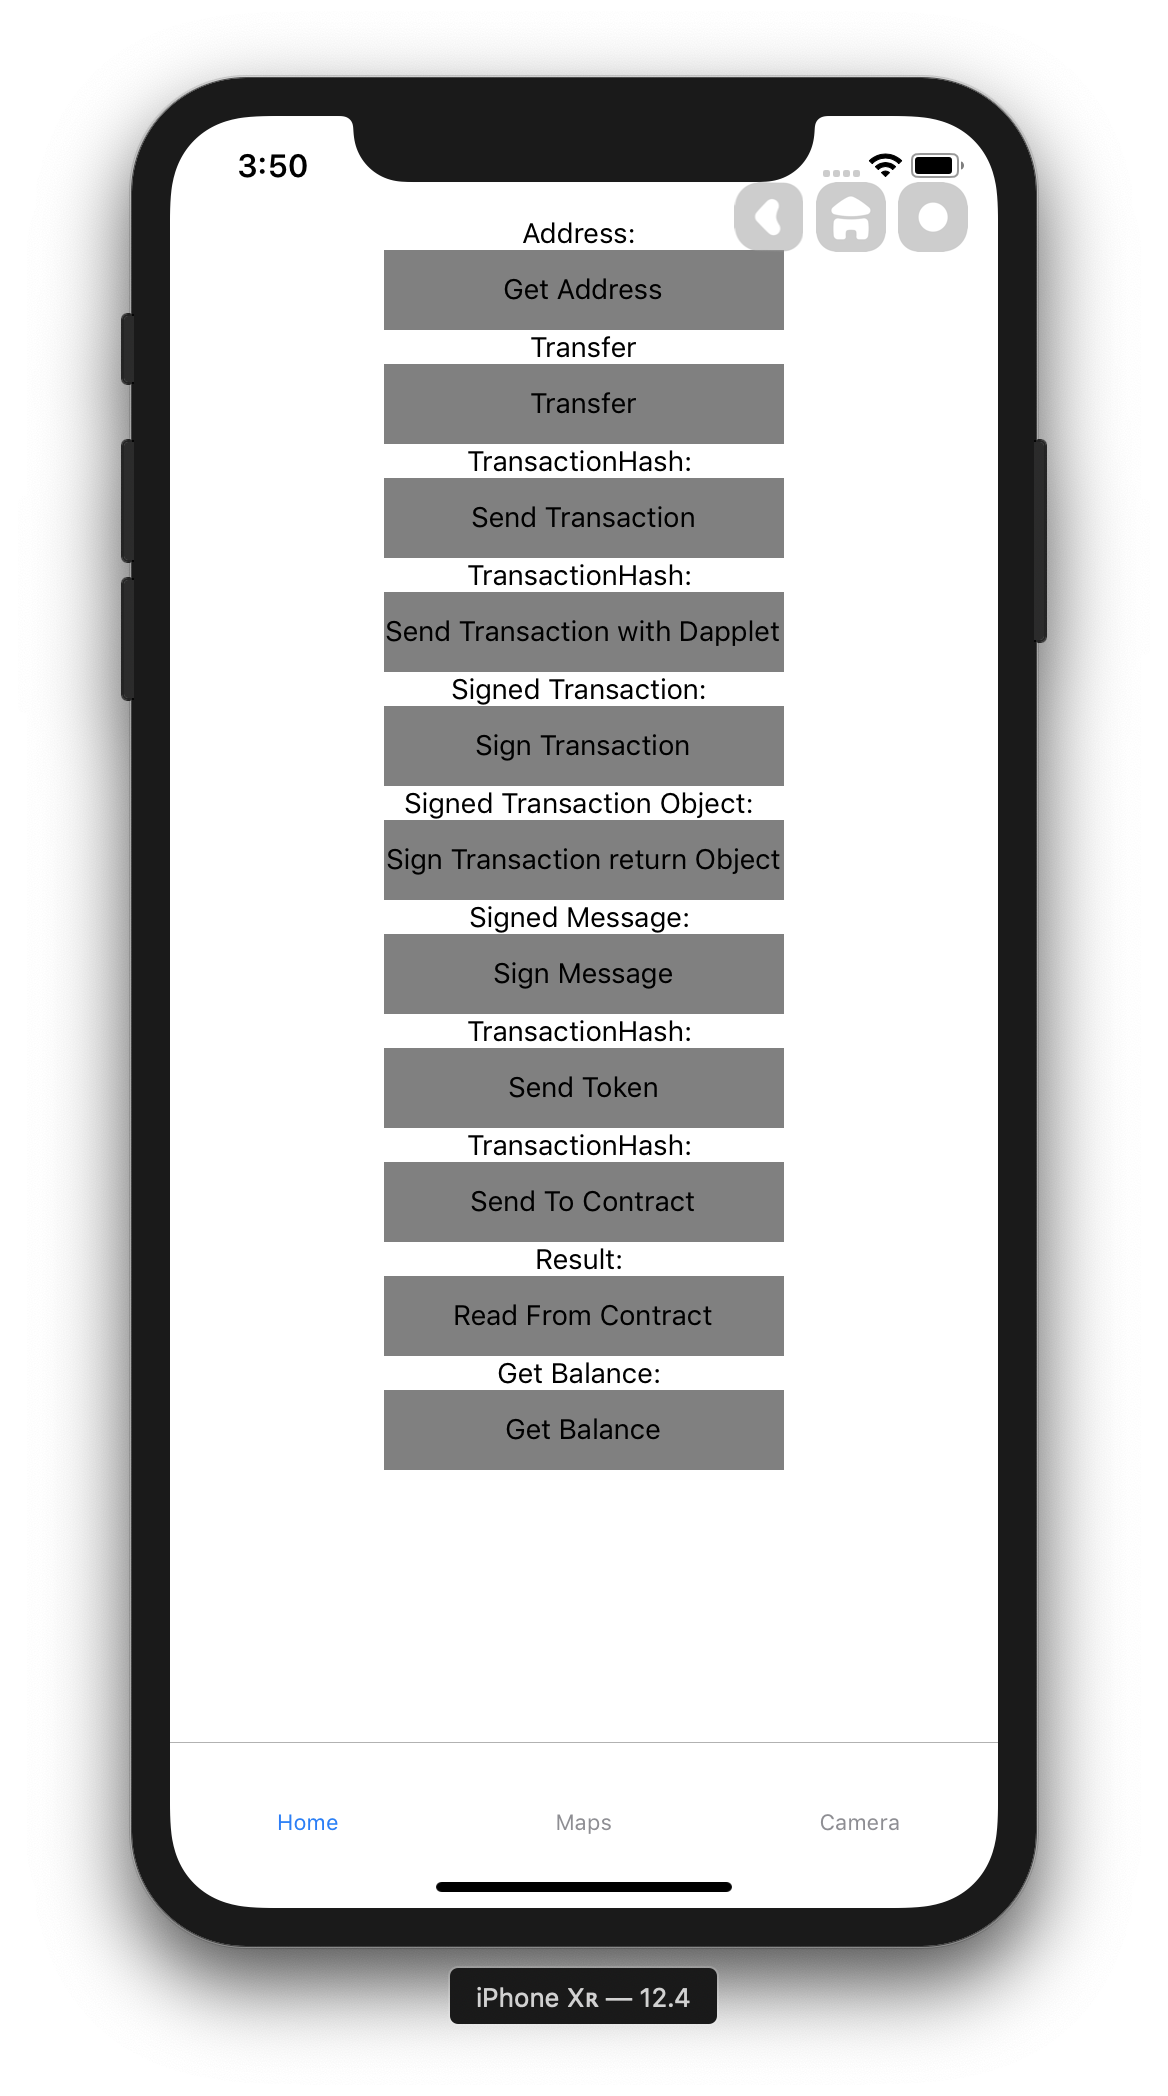 3:50
Address:
Get Address
Transfer
Transfer
TransactionHash:
Send Transaction
TransactionHash:
Send Transaction with Dapplet
Signed Transaction:
Sign Transaction
Signed Transaction Object:
Sign Transaction return Object
Signed Message:
Sign Message
TransactionHash:
Send Token
TransactionHash:
Send To Contract
Result:
Read From Contract
Get Balance:
Get Balance
Home Maps Camera
iPhone Xʀ — 12.4